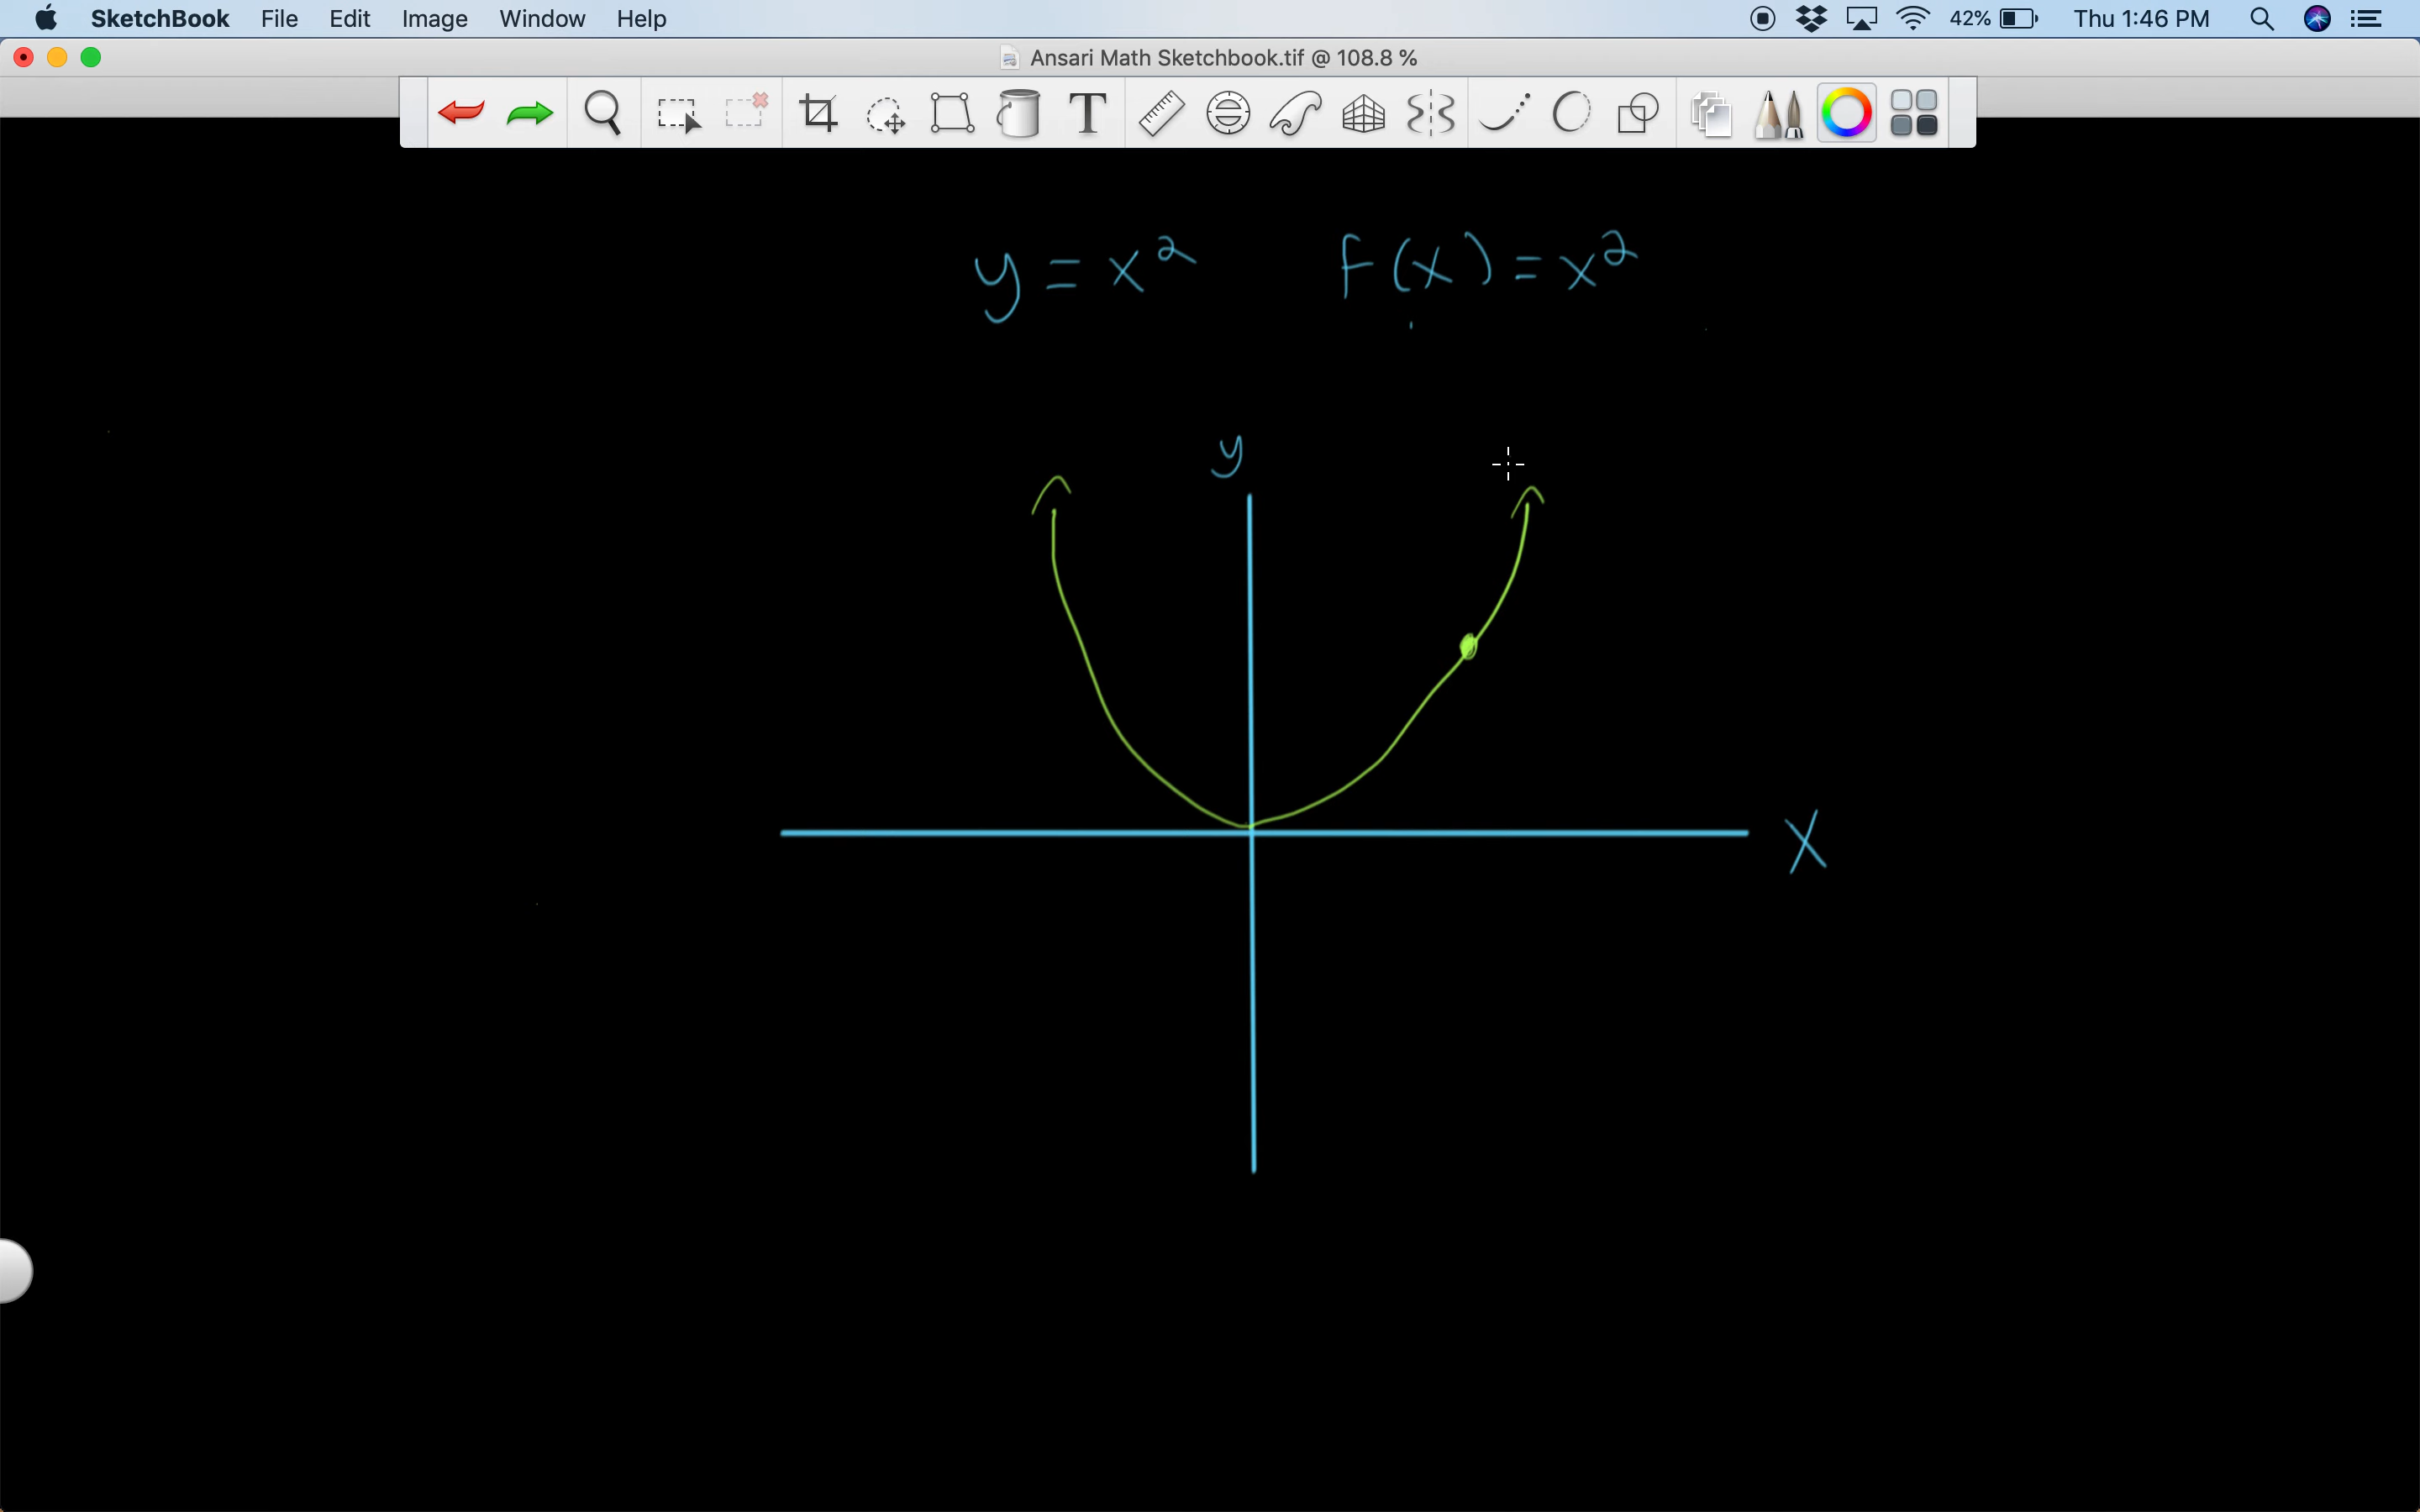 SketchBook File Edit Image Window Help 42% Thu 1:46 PM
Ansari Math Sketchbook.tif @ 108.8 %
T
y = x² F(x) = x²
y
x